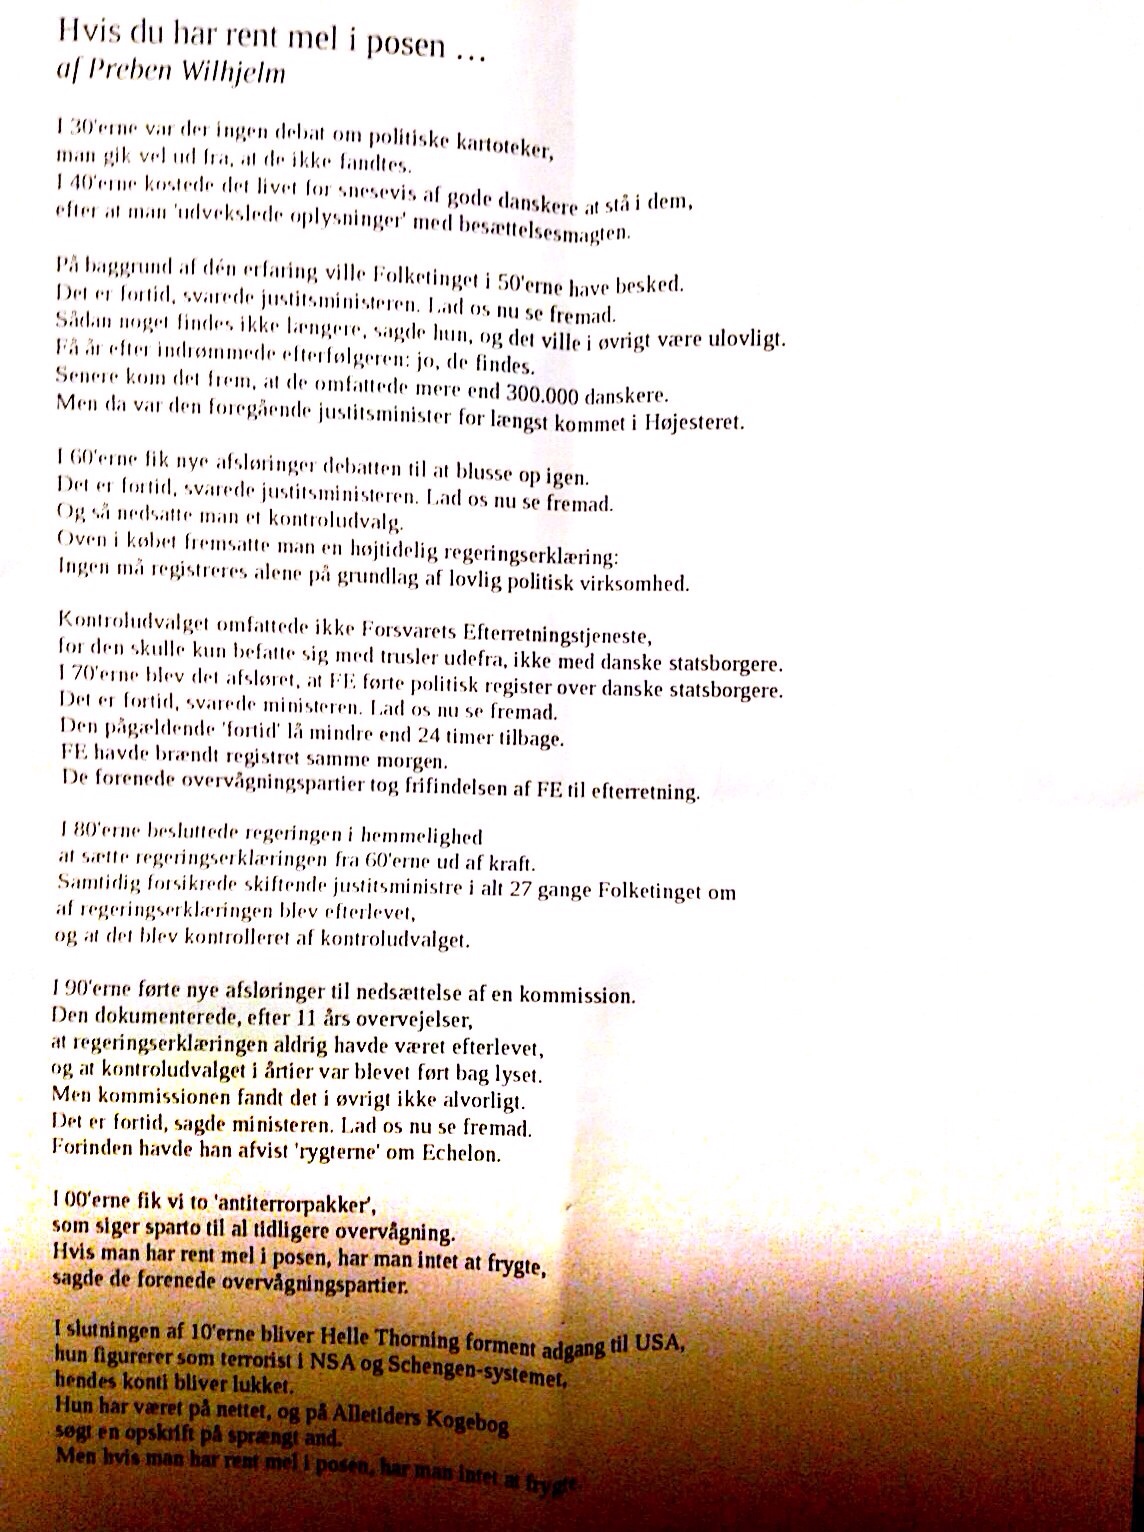 Hvis du har rent mel i posen ...
af Preben Wilhjelm
I 30'erne var der ingen debat om politiske kartoteker,
man gik vel ud fra, at de ikke fandtes.
I 40'erne kostede det livet for snesevis af gode danskere at stå i dem,
efter at man 'udvekslede oplysninger' med besættelsesmagten.
På baggrund af dén erfaring ville Folketinget i 50'erne have besked.
Det er fortid, svarede justitsministeren. Lad os nu se fremad.
Sådan noget findes ikke længere, sagde hun, og det ville i øvrigt være ulovligt.
Få år efter indrømmede efterfølgeren: jo, de findes.
Senere kom det frem, at de omfattede mere end 300.000 danskere.
Men da var den foregående justitsminister for længst kommet i Højesteret.
I 60'erne fik nye afsløringer debatten til at blusse op igen.
Det er fortid, svarede justitsministeren. Lad os nu se fremad.
Og så nedsatte man et kontroludvalg.
Oven i købet fremsatte man en højtidelig regeringserklæring:
Ingen må registreres alene på grundlag af lovlig politisk virksomhed.
Kontroludvalget omfattede ikke Forsvarets Efterretningstjeneste,
for den skulle kun befatte sig med trusler udefra, ikke med danske statsborgere.
I 70'erne blev det afsløret, at FE førte politisk register over danske statsborgere.
Det er fortid, svarede ministeren. Lad os nu se fremad.
Den pågældende 'fortid' lå mindre end 24 timer tilbage.
FE havde brændt registret samme morgen.
De forenede overvågningspartier tog frifindelsen af FE til efterretning.
I 80'erne besluttede regeringen i hemmelighed
at sætte regeringserklæringen fra 60'erne ud af kraft.
Samtidig forsikrede skiftende justitsministre i alt 27 gange Folketinget om
af regeringserklæringen blev efterlevet,
og at det blev kontrolleret af kontroludvalget.
I 90'erne førte nye afsløringer til nedsættelse af en kommission.
Den dokumenterede, efter 11 års overvejelser,
at regeringserklæringen aldrig havde været efterlevet,
og at kontroludvalget i årtier var blevet ført bag lyset.
Men kommissionen fandt det i øvrigt ikke alvorligt.
Det er fortid, sagde ministeren. Lad os nu se fremad.
Forinden havde han afvist 'rygterne' om Echelon.
I 00'erne fik vi to 'antiterrorpakker',
som siger sparto til al tidligere overvågning.
Hvis man har rent mel i posen, har man intet at frygte,
sagde de forenede overvågningspartier.
I slutningen af 10'erne bliver Helle Thorning forment adgang til USA,
hun figurerer som terrorist i NSA og Schengen-systemet,
hendes konti bliver lukket.
Hun har været på nettet, og på Alletiders Kogebog
søgt en opskrift på sprængt and.
Men hvis man har rent mel i posen, har man intet at frygte